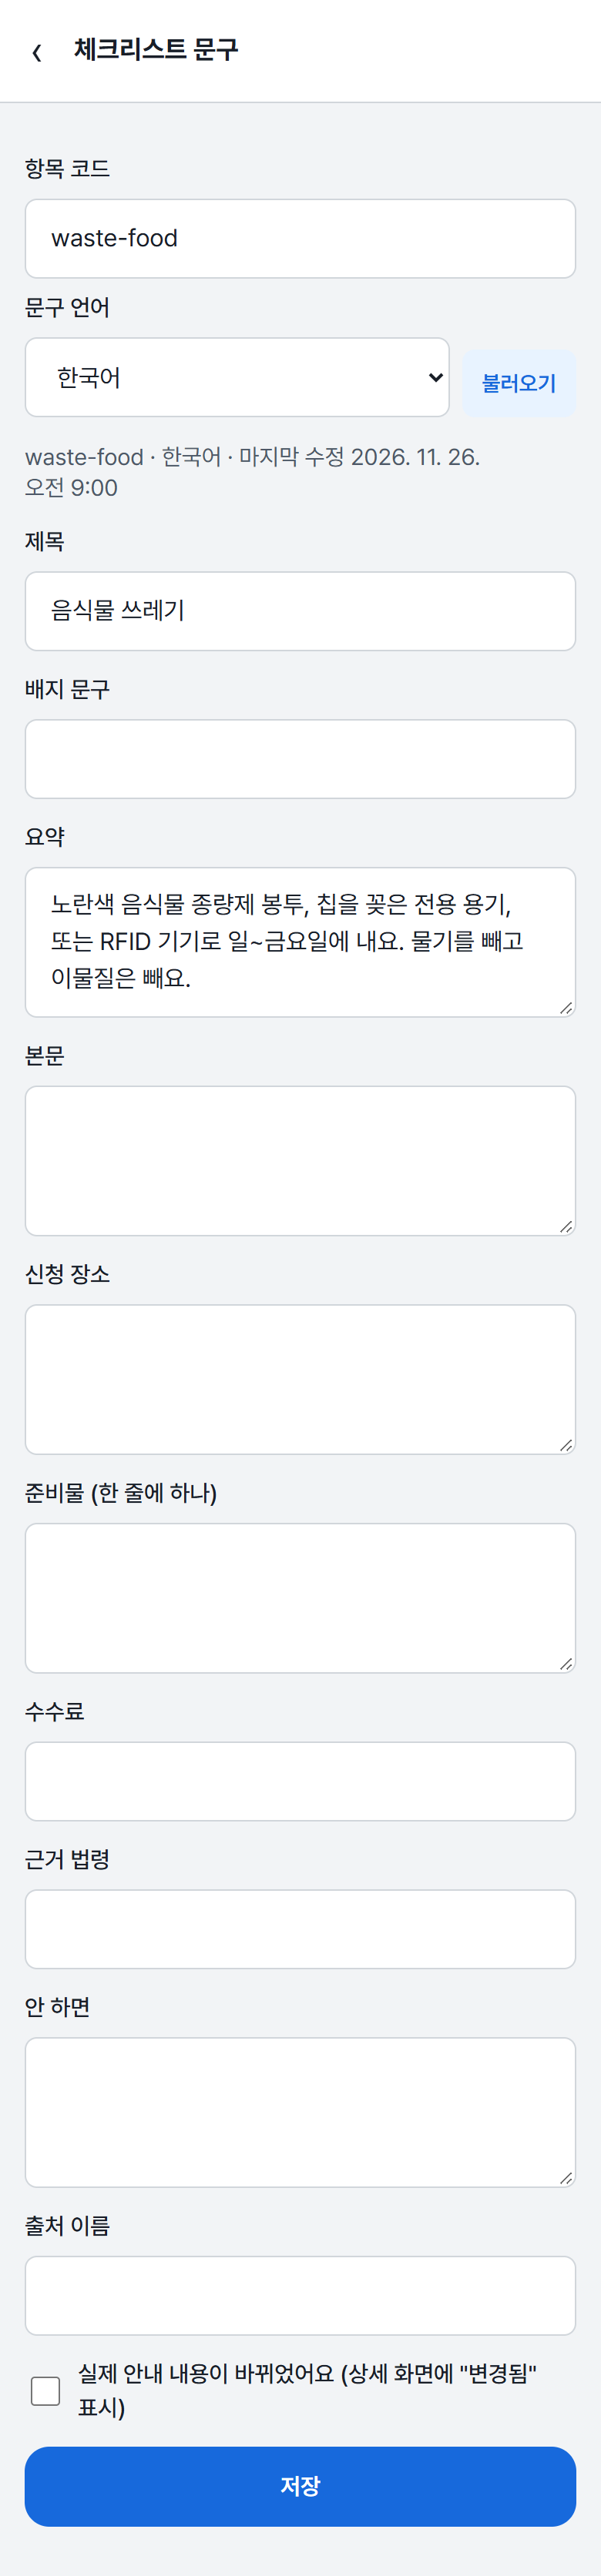 체크리스트 문구
항목 코드
waste-food
문구 언어
한국어
불러오기
waste-food · 한국어 · 마지막 수정 2026. 11. 26.
오전 9:00
제목
음식물 쓰레기
배지 문구
요약
노란색 음식물 종량제 봉투, 칩을 꽂은 전용 용기,
또는 RFID 기기로 일~금요일에 내요. 물기를 빼고
이물질은 빼요.
본문
신청 장소
준비물 (한 줄에 하나)
수수료
근거 법령
안 하면
출처 이름
실제 안내 내용이 바뀌었어요 (상세 화면에 "변경됨"
표시)
저장